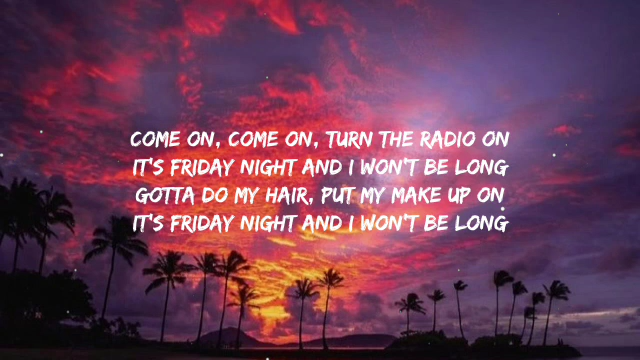 COME ON, COME ON, TURN THE RADIO ON
IT'S FRIDAY NIGHT AND I WON'T BE LONG
GOTTA DO MY HAIR, PUT MY MAKE UP ON
IT'S FRIDAY NIGHT AND I WON'T BE LONG